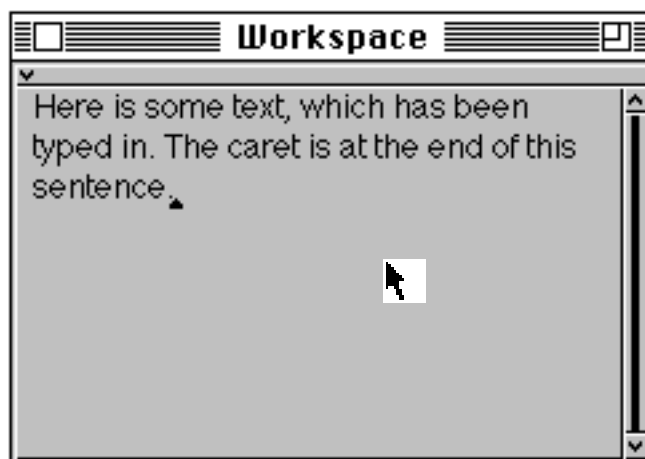 Workspace
Here is some text, which has been
typed in. The caret is at the end of this
sentence.